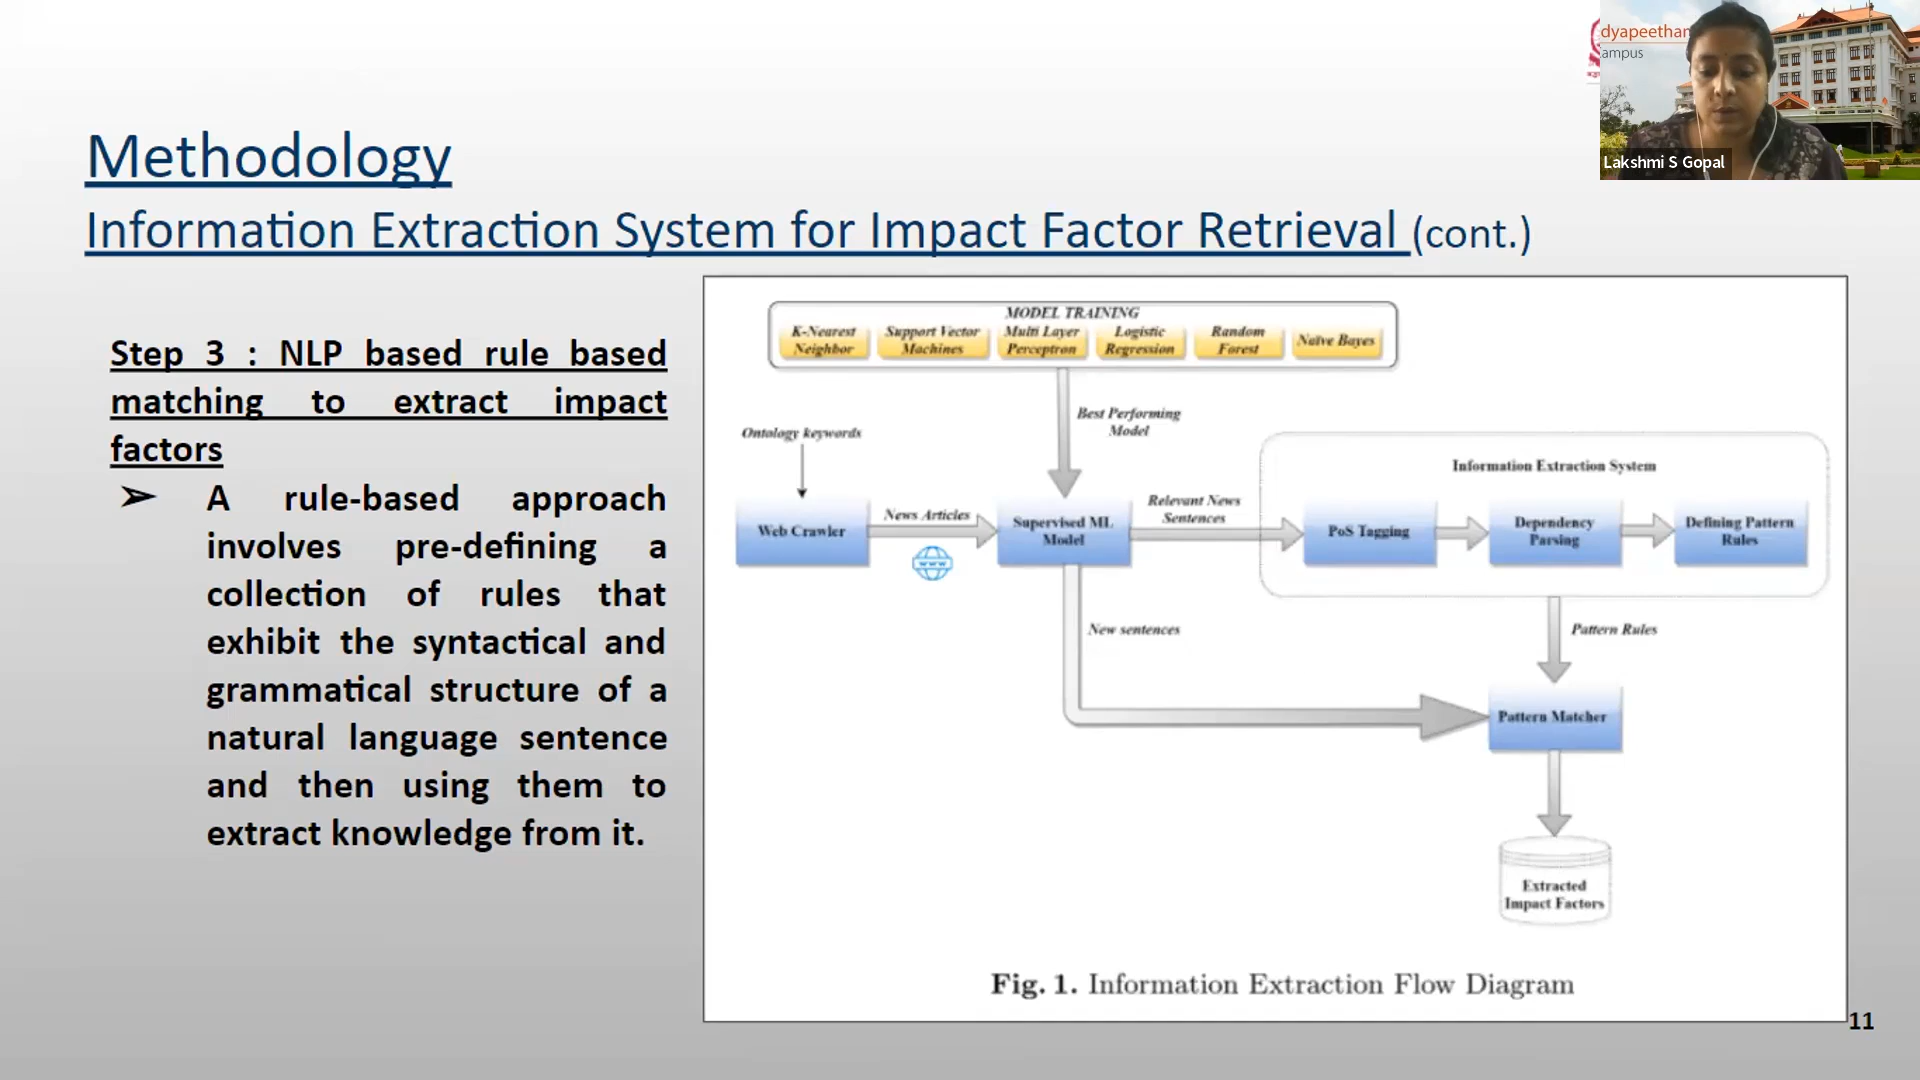 dyapeethan
ampus
Lakshmi S Gopal
Methodology
Information Extraction System for Impact Factor Retrieval (cont.)
Step 3 : NLP based rule based
matching to extract impact
factors
➢ A rule-based approach
involves pre-defining a
collection of rules that
exhibit the syntactical and
grammatical structure of a
natural language sentence
and then using them to
extract knowledge from it.
MODEL TRAINING
K-Nearest
Neighbor
Support Vector
Machines
Multi Layer
Perceptron
Logistic
Regression
Random
Forest
Naïve Bayes
Best Performing
Model
Ontology keywords
Web Crawler
News Articles
www
Supervised ML
Model
Relevant News
Sentences
Information Extraction System
PoS Tagging
Dependency
Parsing
Defining Pattern
Rules
New sentences
Pattern Rules
Pattern Matcher
Extracted
Impact Factors
Fig. 1. Information Extraction Flow Diagram
11